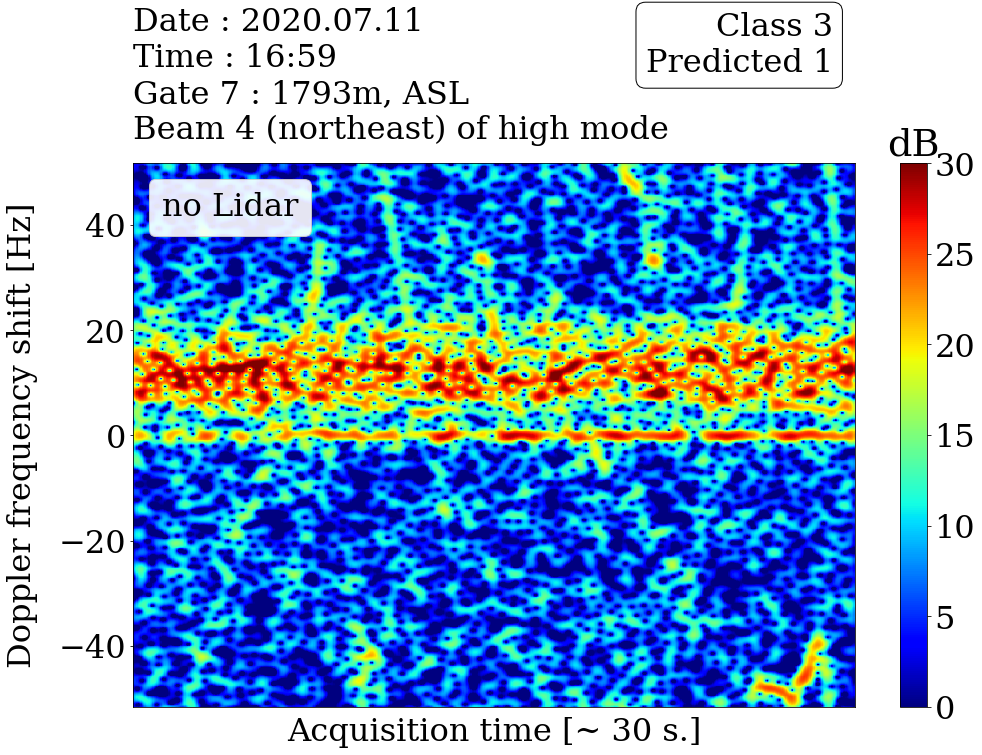 Date : 2020.07.11
Time : 16:59
Gate 7 : 1793m, ASL
Beam 4 (northeast) of high mode
Class 3
Predicted 1
dB
no Lidar
Doppler frequency shift [Hz]
40
20
0
−20
−40
30
25
20
15
10
5
0
Acquisition time [~ 30 s.]